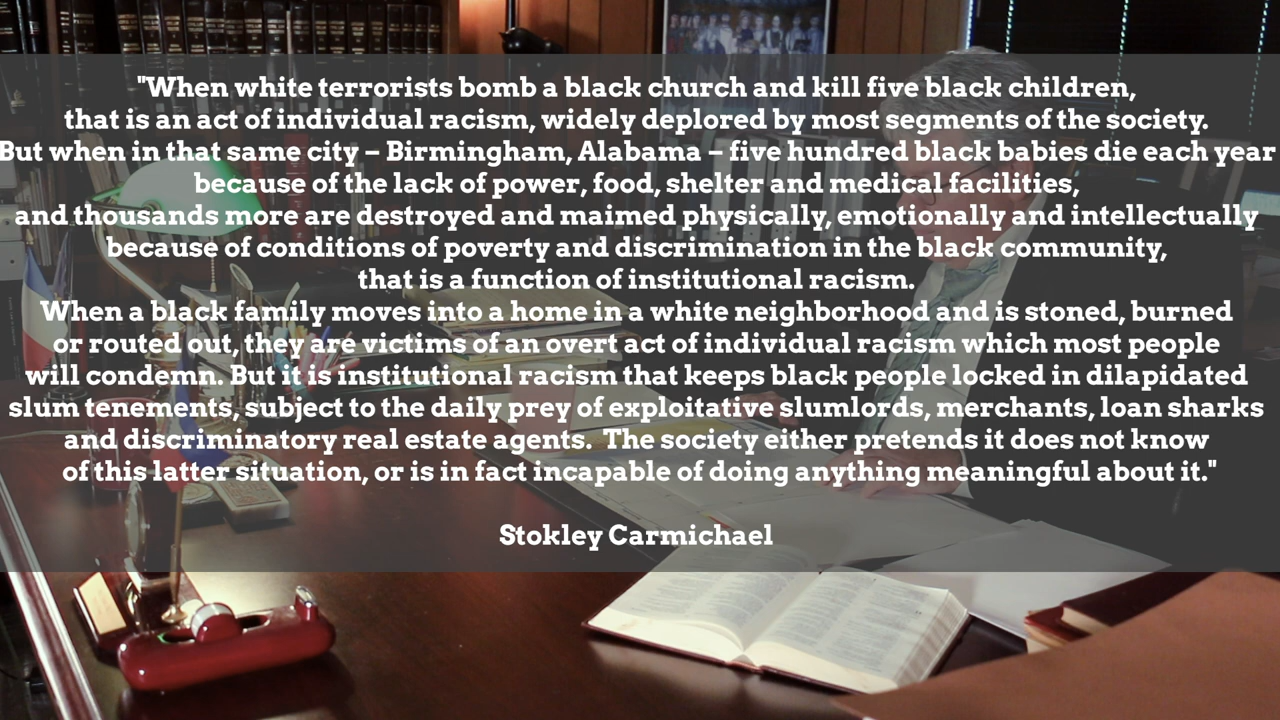 "When white terrorists bomb a black church and kill five black children,
that is an act of individual racism, widely deplored by most segments of the society.
But when in that same city – Birmingham, Alabama – five hundred black babies die each year
because of the lack of power, food, shelter and medical facilities,
and thousands more are destroyed and maimed physically, emotionally and intellectually
because of conditions of poverty and discrimination in the black community,
that is a function of institutional racism.
When a black family moves into a home in a white neighborhood and is stoned, burned
or routed out, they are victims of an overt act of individual racism which most people
will condemn. But it is institutional racism that keeps black people locked in dilapidated
slum tenements, subject to the daily prey of exploitative slumlords, merchants, loan sharks
and discriminatory real estate agents.  The society either pretends it does not know
of this latter situation, or is in fact incapable of doing anything meaningful about it."
Stokley Carmichael